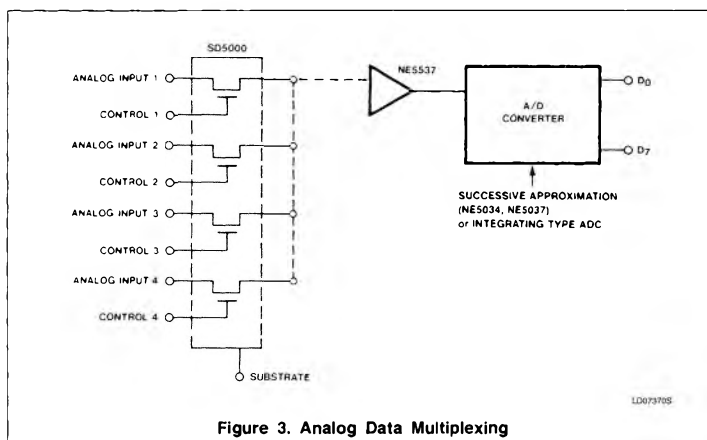 SD5000
ANALOG INPUT 1
CONTROL 1
ANALOG INPUT 2
CONTROL 2
ANALOG INPUT 3
CONTROL 3
ANALOG INPUT 4
CONTROL 4
SUBSTRATE
NE5537
A/D
CONVERTER
D0
D7
SUCCESSIVE APPROXIMATION
(NE5034, NE5037)
or INTEGRATING TYPE ADC
LD07370S
Figure 3. Analog Data Multiplexing